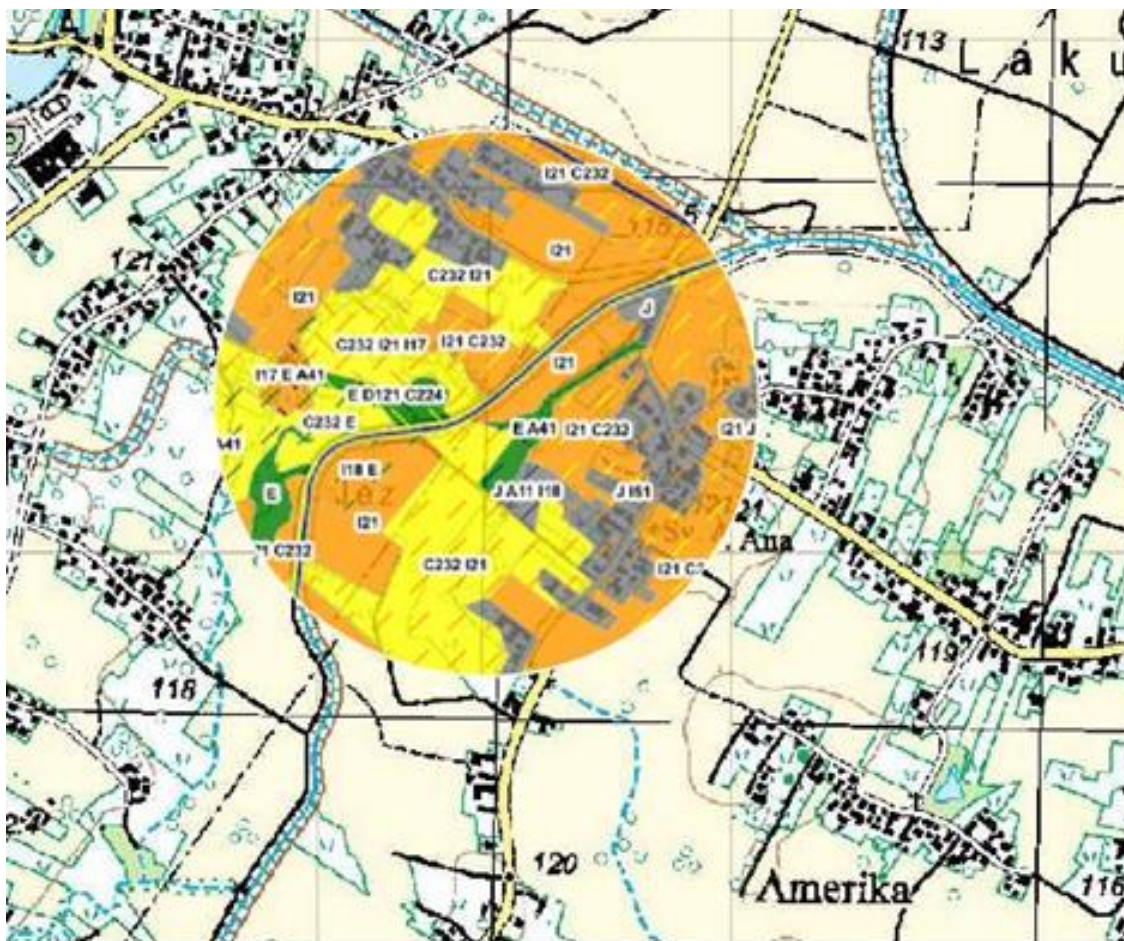 113
L a k u
I21 C232
I21
121
C232 I21
I21
J
C232 I21 I17
I21 C232
I21
I17 E A41
E D121 C224
C232 E
E A41
I21 C232
I21 J
A41
I18 E
E
Jez
J A11 I18
J I51
I21
Ana
C232
C232 I21
I21 C
119
118
120
Amerika
116